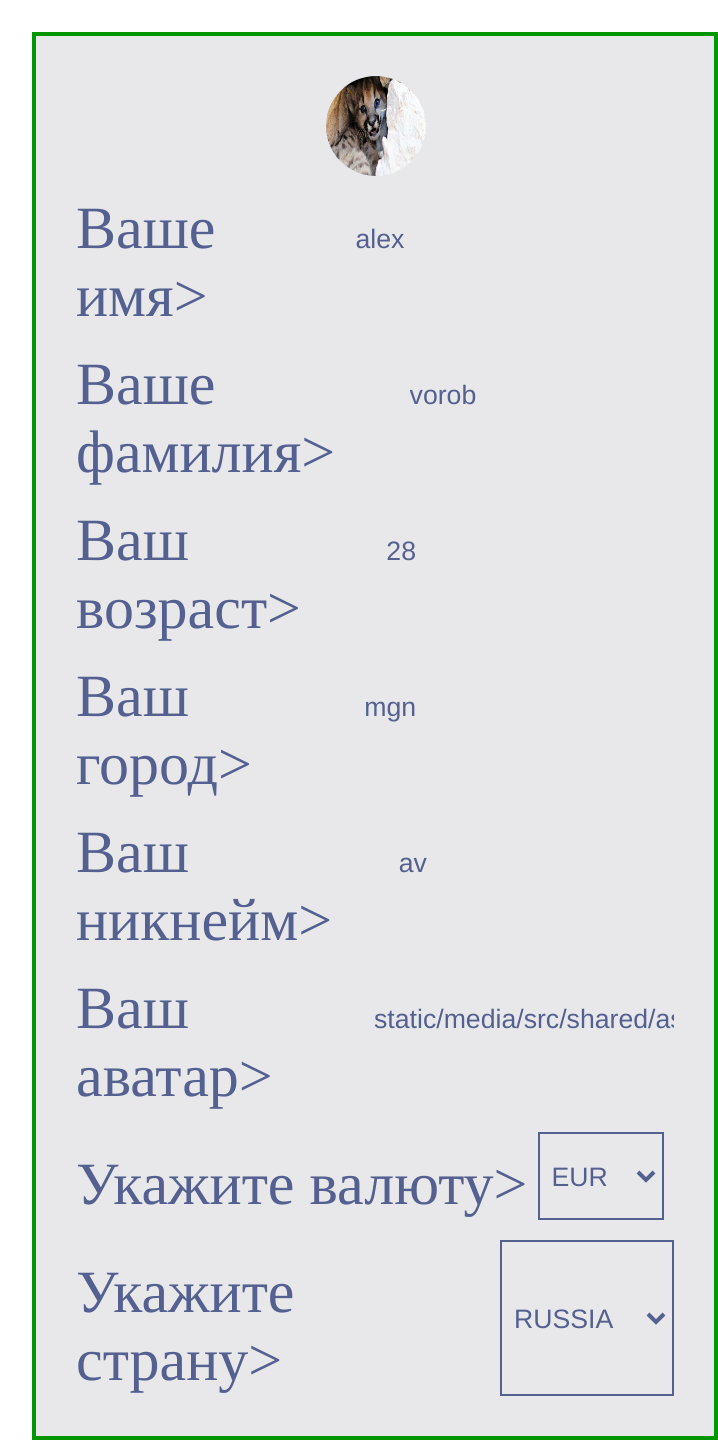 Ваше alex
имя>
Ваше vorob
фамилия>
Ваш 28
возраст>
Ваш mgn
город>
Ваш av
никнейм>
Ваш static/media/src/shared/as
аватар>
Укажите валюту> EUR
Укажите
страну> RUSSIA